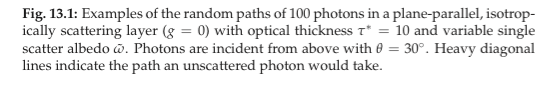 Fig. 13.1: Examples of the random paths of 100 photons in a plane-parallel, isotrop-
ically scattering layer (g = 0) with optical thickness τ* = 10 and variable single
scatter albedo ω̃. Photons are incident from above with θ = 30°. Heavy diagonal
lines indicate the path an unscattered photon would take.